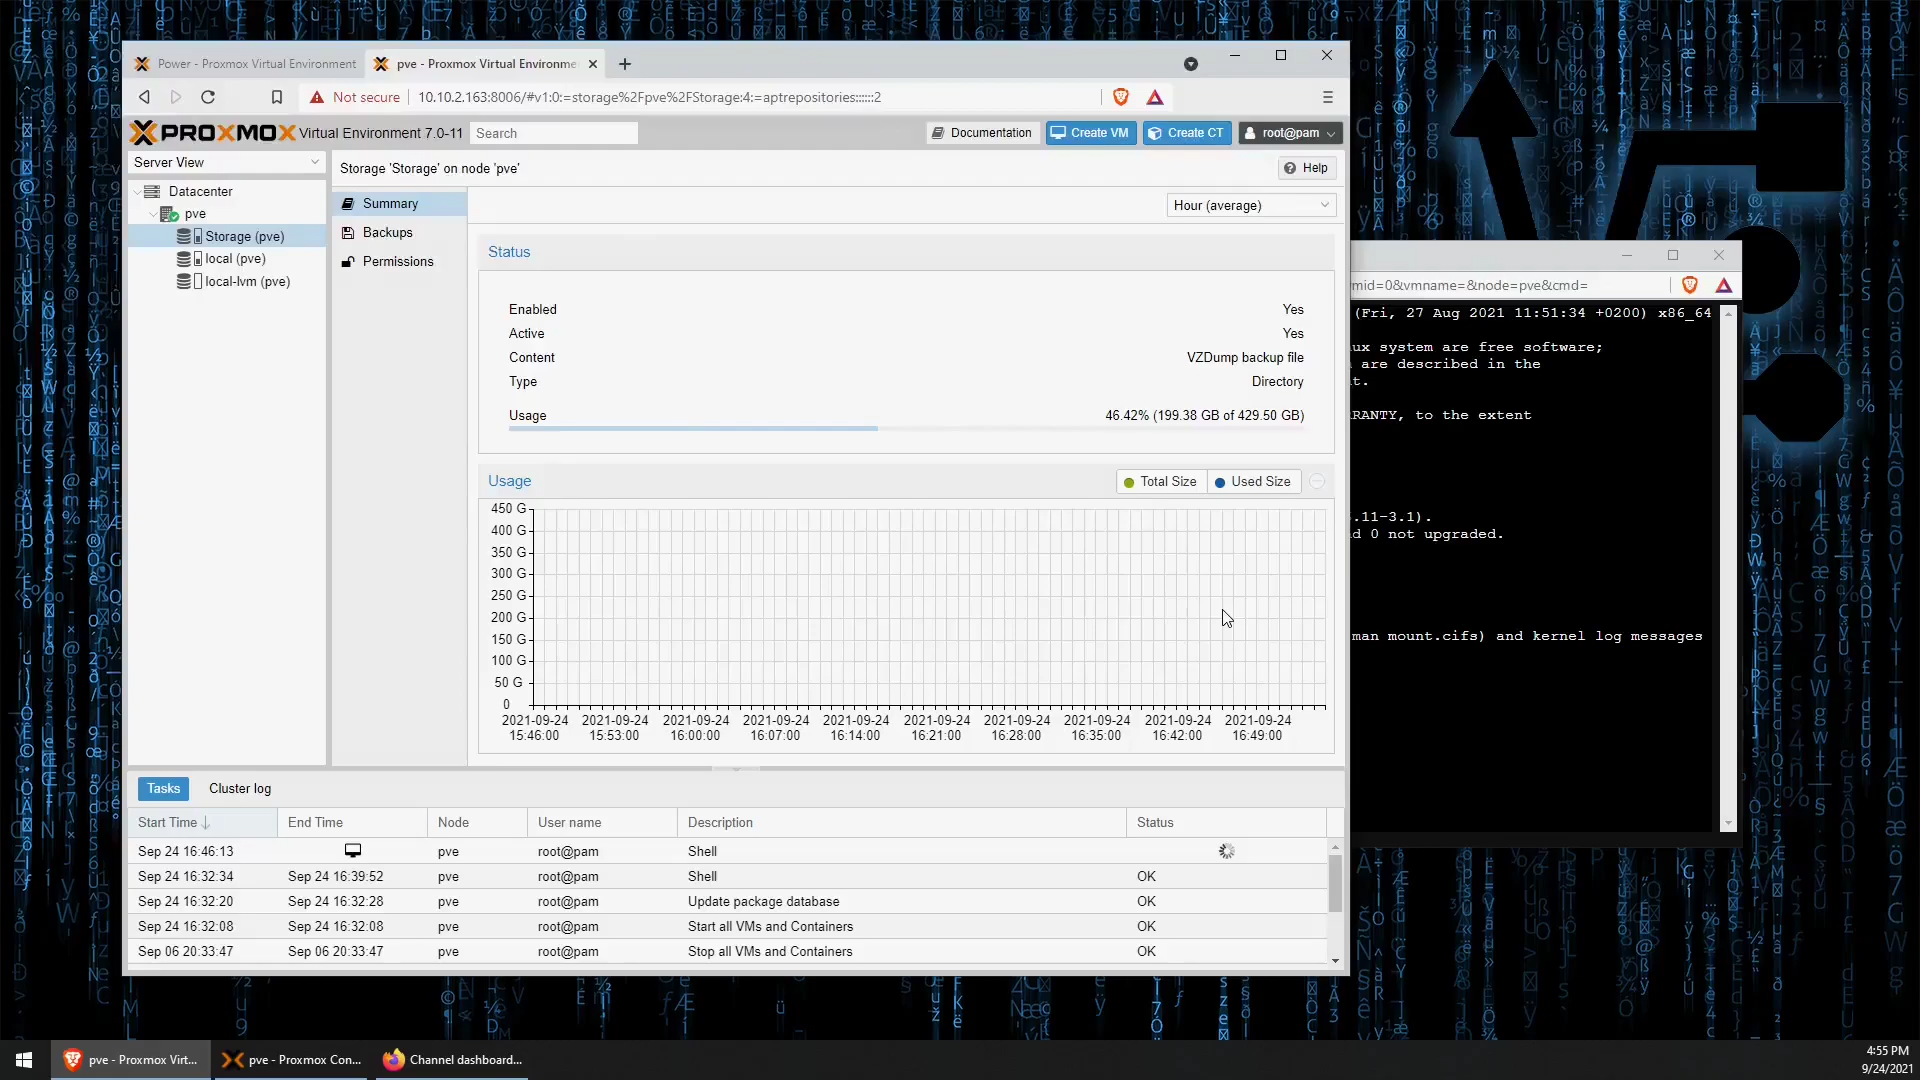 Power - Proxmox Virtual Environment
pve - Proxmox Virtual Environme
Not secure
10.10.2.163:8006/#v1:0:=storage%2Fpve%2FStorage:4:=aptrepositories::::::2
PROXMOX Virtual Environment 7.0-11
Search
Documentation
Create VM
Create CT
root@pam
Server View
Storage 'Storage' on node 'pve'
Help
Datacenter
pve
Storage (pve)
local (pve)
local-lvm (pve)
Summary
Backups
Permissions
Hour (average)
Status
Enabled Yes
Active Yes
Content VZDump backup file
Type Directory
Usage 46.42% (199.38 GB of 429.50 GB)
Usage
Total Size
Used Size
450 G
400 G
350 G
300 G
250 G
200 G
150 G
100 G
50 G
0
2021-09-24 2021-09-24 2021-09-24 2021-09-24 2021-09-24 2021-09-24 2021-09-24 2021-09-24 2021-09-24 2021-09-24
15:46:00 15:53:00 16:00:00 16:07:00 16:14:00 16:21:00 16:28:00 16:35:00 16:42:00 16:49:00
mid=0&vmname=&node=pve&cmd=
(Fri, 27 Aug 2021 11:51:34 +0200) x86_64
ux system are free software;
are described in the
t.
RANTY, to the extent
.11-3.1).
d 0 not upgraded.
man mount.cifs) and kernel log messages
Tasks
Cluster log
Start Time End Time Node User name Description Status
Sep 24 16:46:13 pve root@pam Shell
Sep 24 16:32:34 Sep 24 16:39:52 pve root@pam Shell OK
Sep 24 16:32:20 Sep 24 16:32:28 pve root@pam Update package database OK
Sep 24 16:32:08 Sep 24 16:32:08 pve root@pam Start all VMs and Containers OK
Sep 06 20:33:47 Sep 06 20:33:47 pve root@pam Stop all VMs and Containers OK
pve - Proxmox Virt...
pve - Proxmox Con...
Channel dashboard...
4:55 PM
9/24/2021